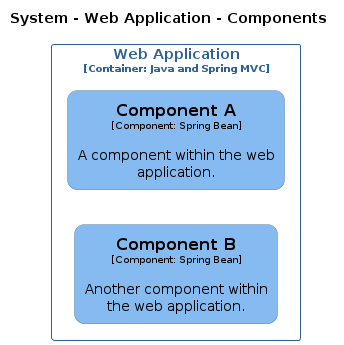 System - Web Application - Components
Web Application
[Container: Java and Spring MVC]
Component A
[Component: Spring Bean]
A component within the web
application.
Component B
[Component: Spring Bean]
Another component within
the web application.